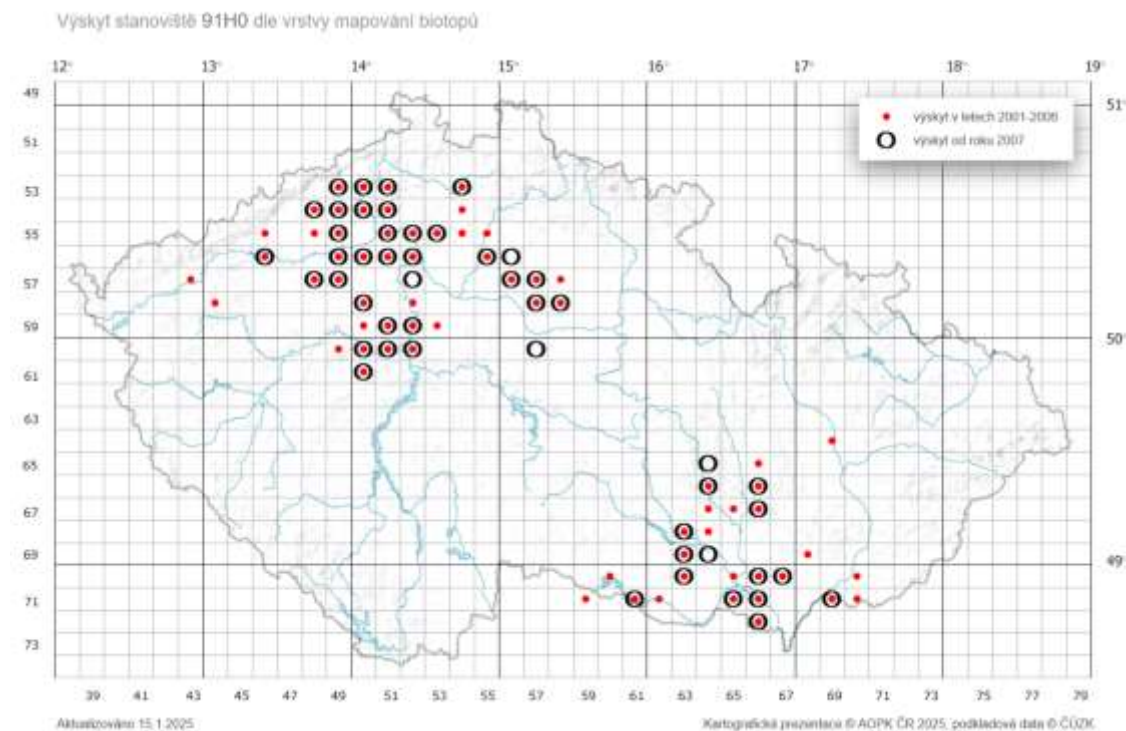 Výskyt stanoviště 91H0 dle vrstvy mapování biotopů
12° 13° 14° 15° 16° 17° 18° 19°
49 51°
výskyt v letech 2001-2006
51
výskyt od roku 2007
53
55
57
59 50°
61
63
65
67
69 49°
71
73
39 41 43 45 47 49 51 53 55 57 59 61 63 65 67 69 71 73 75 77 79
Aktualizováno 15.1.2025 Kartografická prezentace © AOPK ČR 2025, podkladová data © ČÚZK